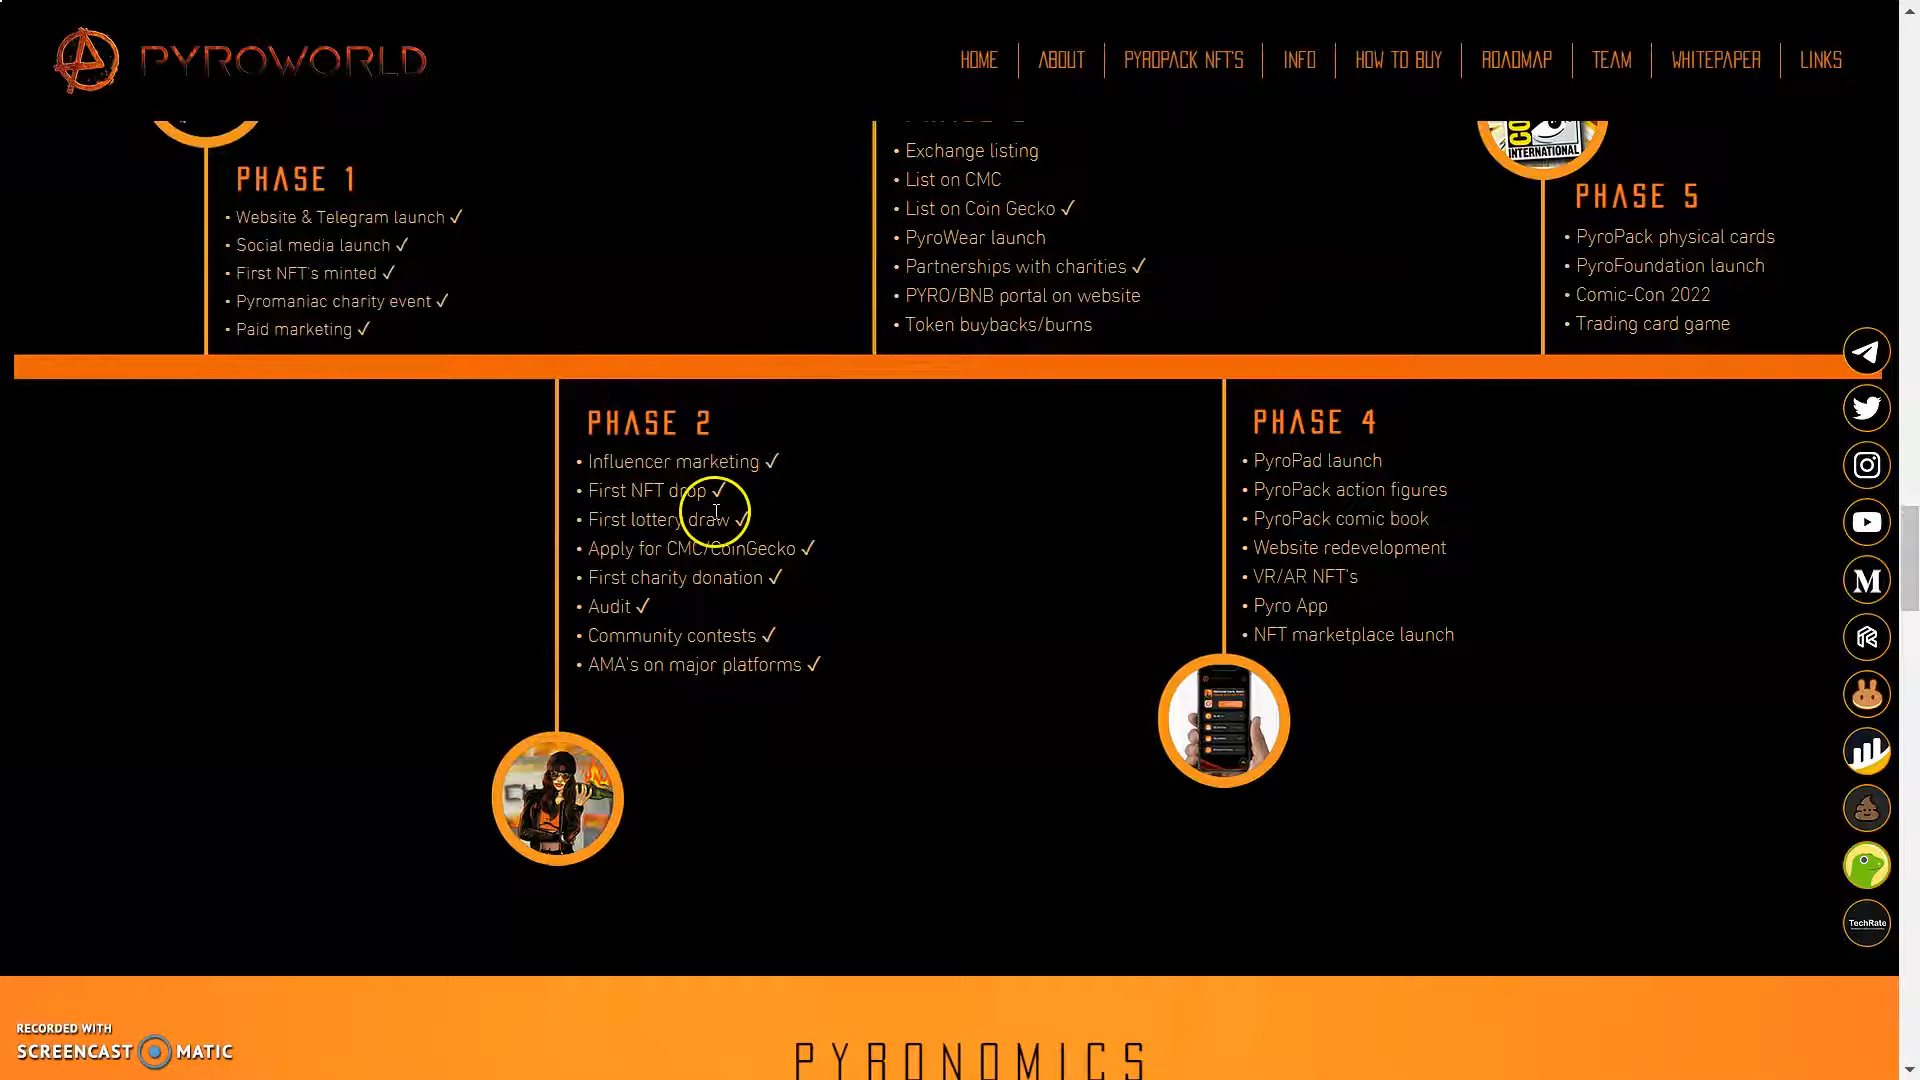 PYROWORLD
HOME
ABOUT
PYROPACK NFT'S
INFO
HOW TO BUY
ROADMAP
TEAM
WHITEPAPER
LINKS
PHASE 1
• Website & Telegram launch ✓
• Social media launch ✓
• First NFT's minted ✓
• Pyromaniac charity event ✓
• Paid marketing ✓
• Exchange listing
• List on CMC
• List on Coin Gecko ✓
• PyroWear launch
• Partnerships with charities ✓
• PYRO/BNB portal on website
• Token buybacks/burns
INTERNATIONAL
PHASE 5
• PyroPack physical cards
• PyroFoundation launch
• Comic-Con 2022
• Trading card game
PHASE 2
• Influencer marketing ✓
• First NFT drop ✓
• First lottery draw ✓
• Apply for CMC/CoinGecko ✓
• First charity donation ✓
• Audit ✓
• Community contests ✓
• AMA's on major platforms ✓
PHASE 4
• PyroPad launch
• PyroPack action figures
• PyroPack comic book
• Website redevelopment
• VR/AR NFT's
• Pyro App
• NFT marketplace launch
TechRate
PYRONOMICS
RECORDED WITH
SCREENCAST MATIC